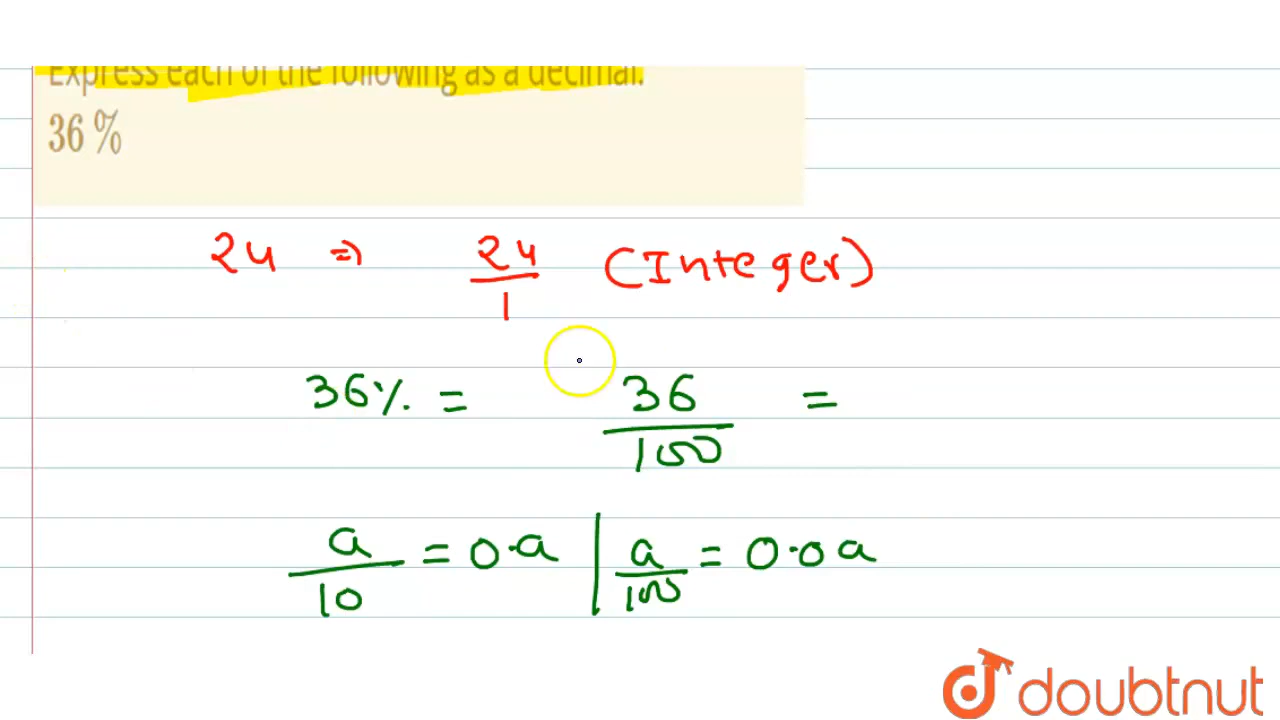 Express each of the following as a decimal.
36 %
24 ⇒ 24/1 (Integer)
36% = 36/100 =
a/10 = 0.a | a/100 = 0.0a
doubtnut